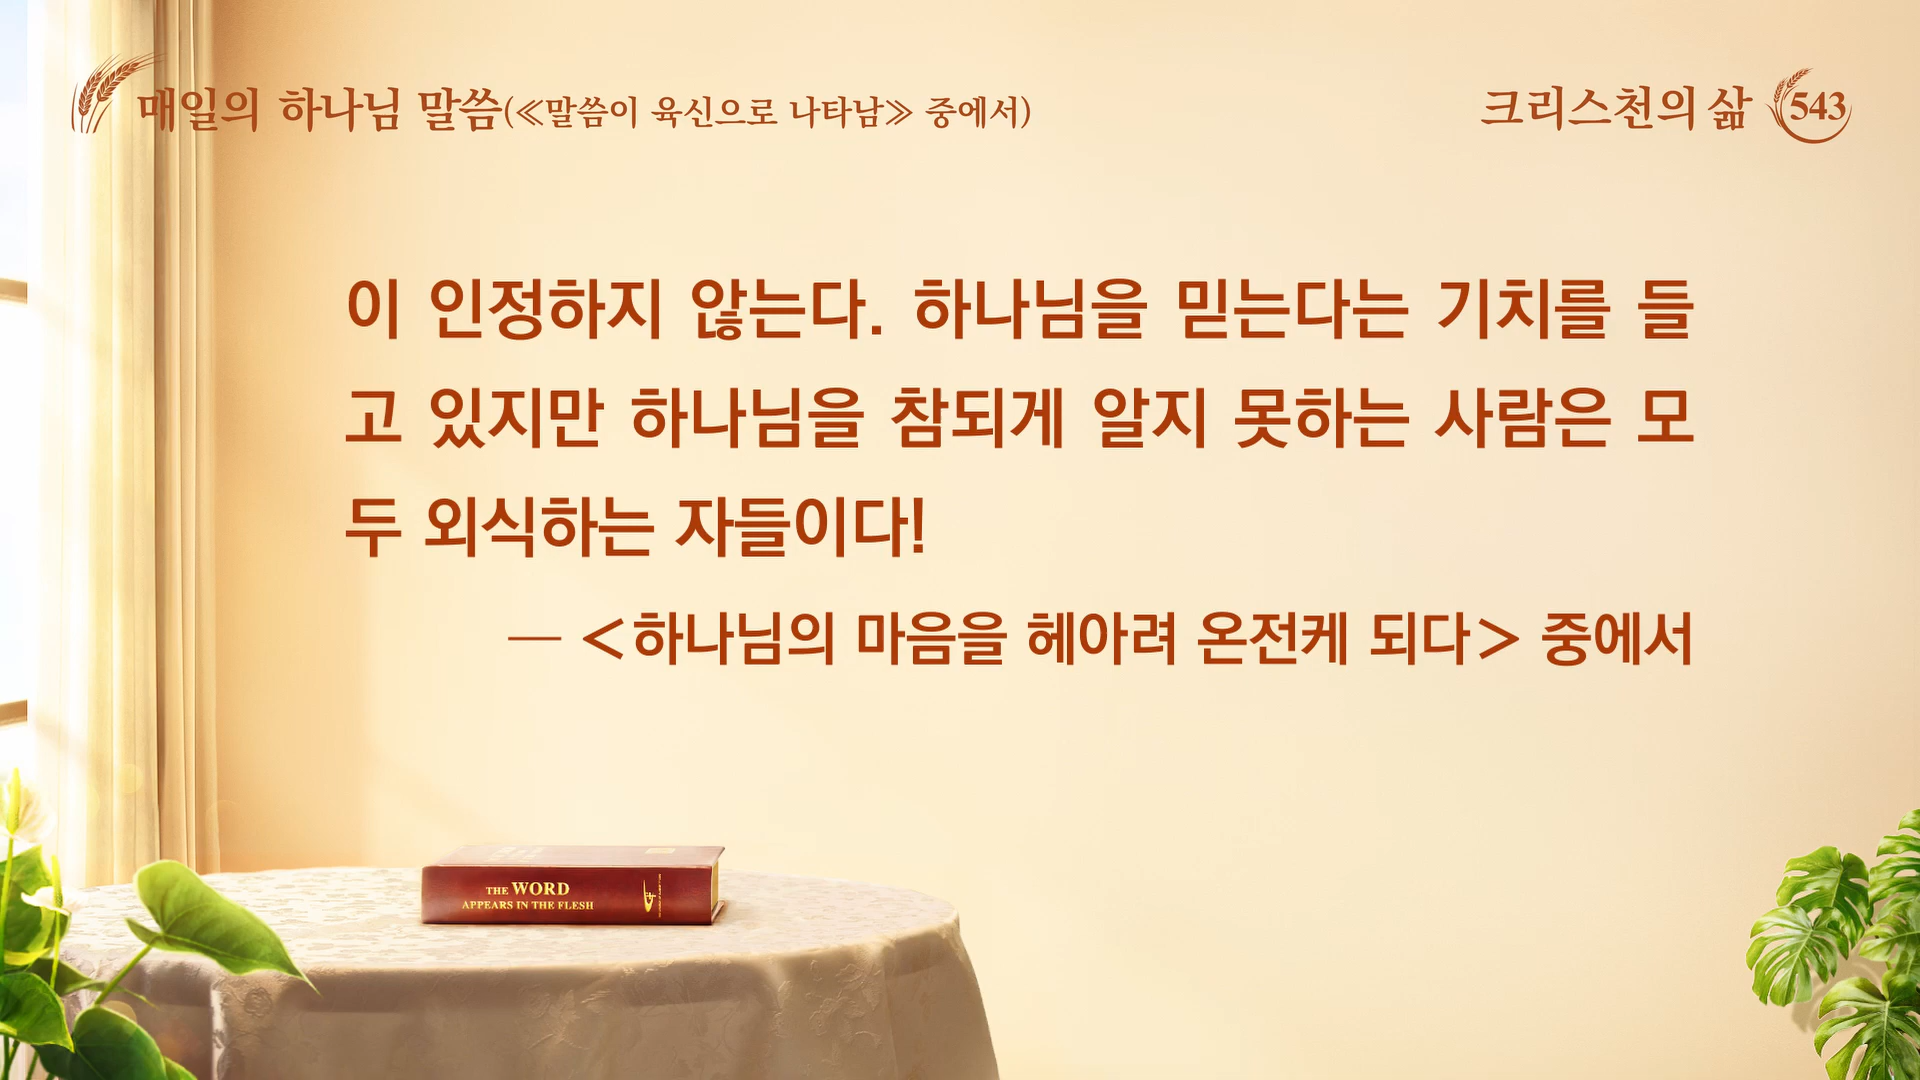 매일의 하나님 말씀(≪말씀이 육신으로 나타남≫ 중에서)
크리스천의 삶 543
이 인정하지 않는다. 하나님을 믿는다는 기치를 들
고 있지만 하나님을 참되게 알지 못하는 사람은 모
두 외식하는 자들이다!
— <하나님의 마음을 헤아려 온전케 되다> 중에서
THE WORD
APPEARS IN THE FLESH